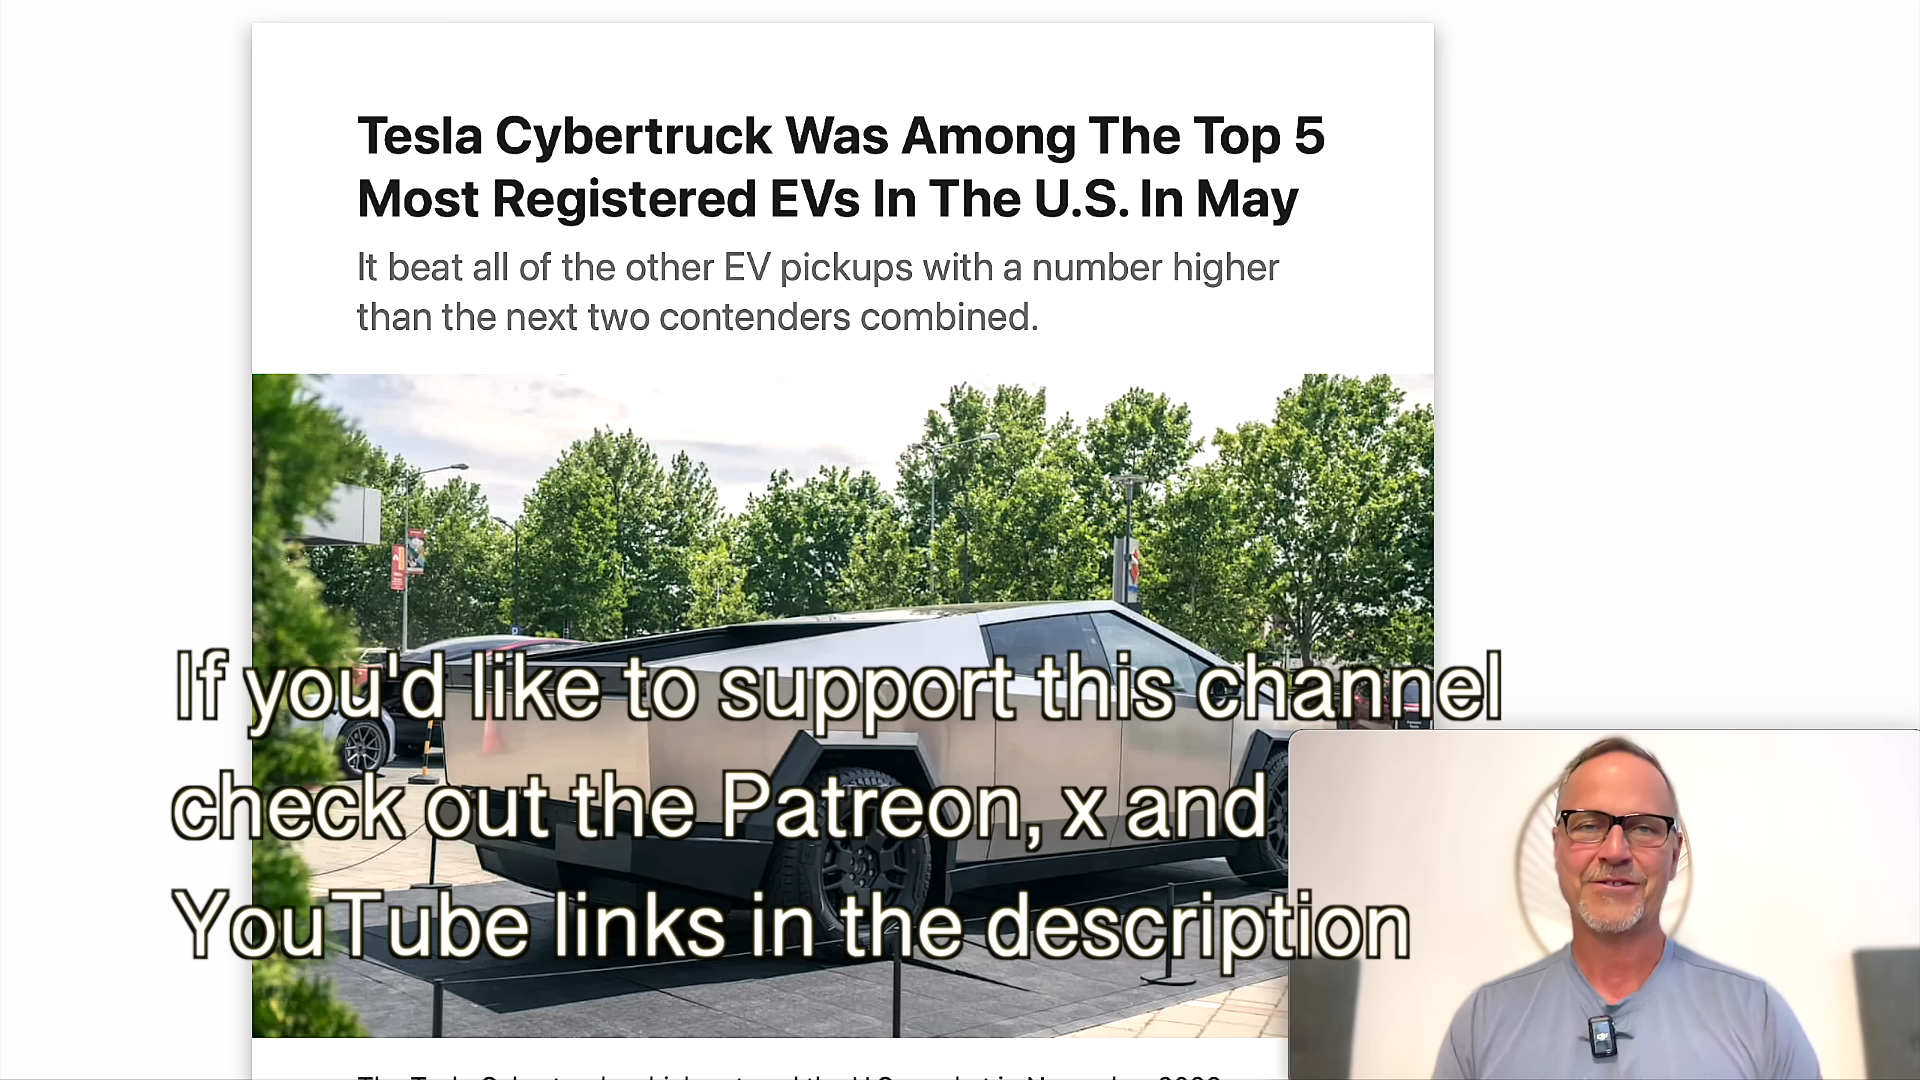 Tesla Cybertruck Was Among The Top 5
Most Registered EVs In The U.S. In May
It beat all of the other EV pickups with a number higher
than the next two contenders combined.
If you'd like to support this channel
check out the Patreon, x and
YouTube links in the description
dji